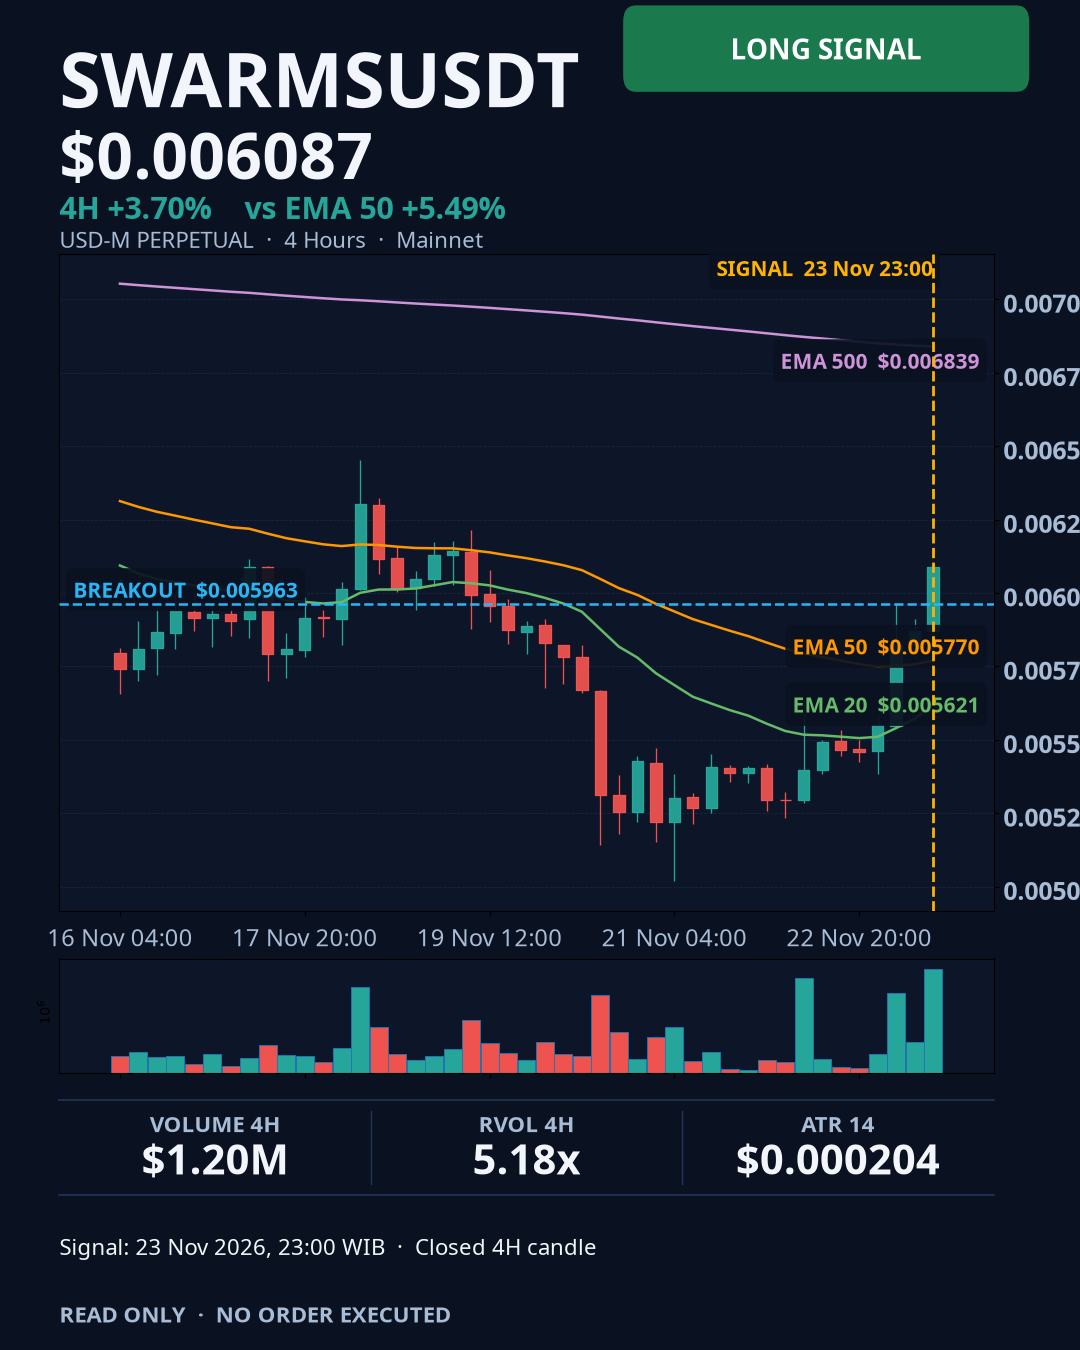 LONG SIGNAL
SWARMSUSDT
$0.006087
4H +3.70% vs EMA 50 +5.49%
USD-M PERPETUAL · 4 Hours · Mainnet
SIGNAL 23 Nov 23:00
0.0070
EMA 500 $0.006839
0.0067
0.0065
0.0062
BREAKOUT $0.005963
0.0060
EMA 50 $0.005770
0.0057
EMA 20 $0.005621
0.0055
0.0052
0.0050
16 Nov 04:00 17 Nov 20:00 19 Nov 12:00 21 Nov 04:00 22 Nov 20:00
10⁶
VOLUME 4H RVOL 4H ATR 14
$1.20M 5.18x $0.000204
Signal: 23 Nov 2026, 23:00 WIB · Closed 4H candle
READ ONLY · NO ORDER EXECUTED